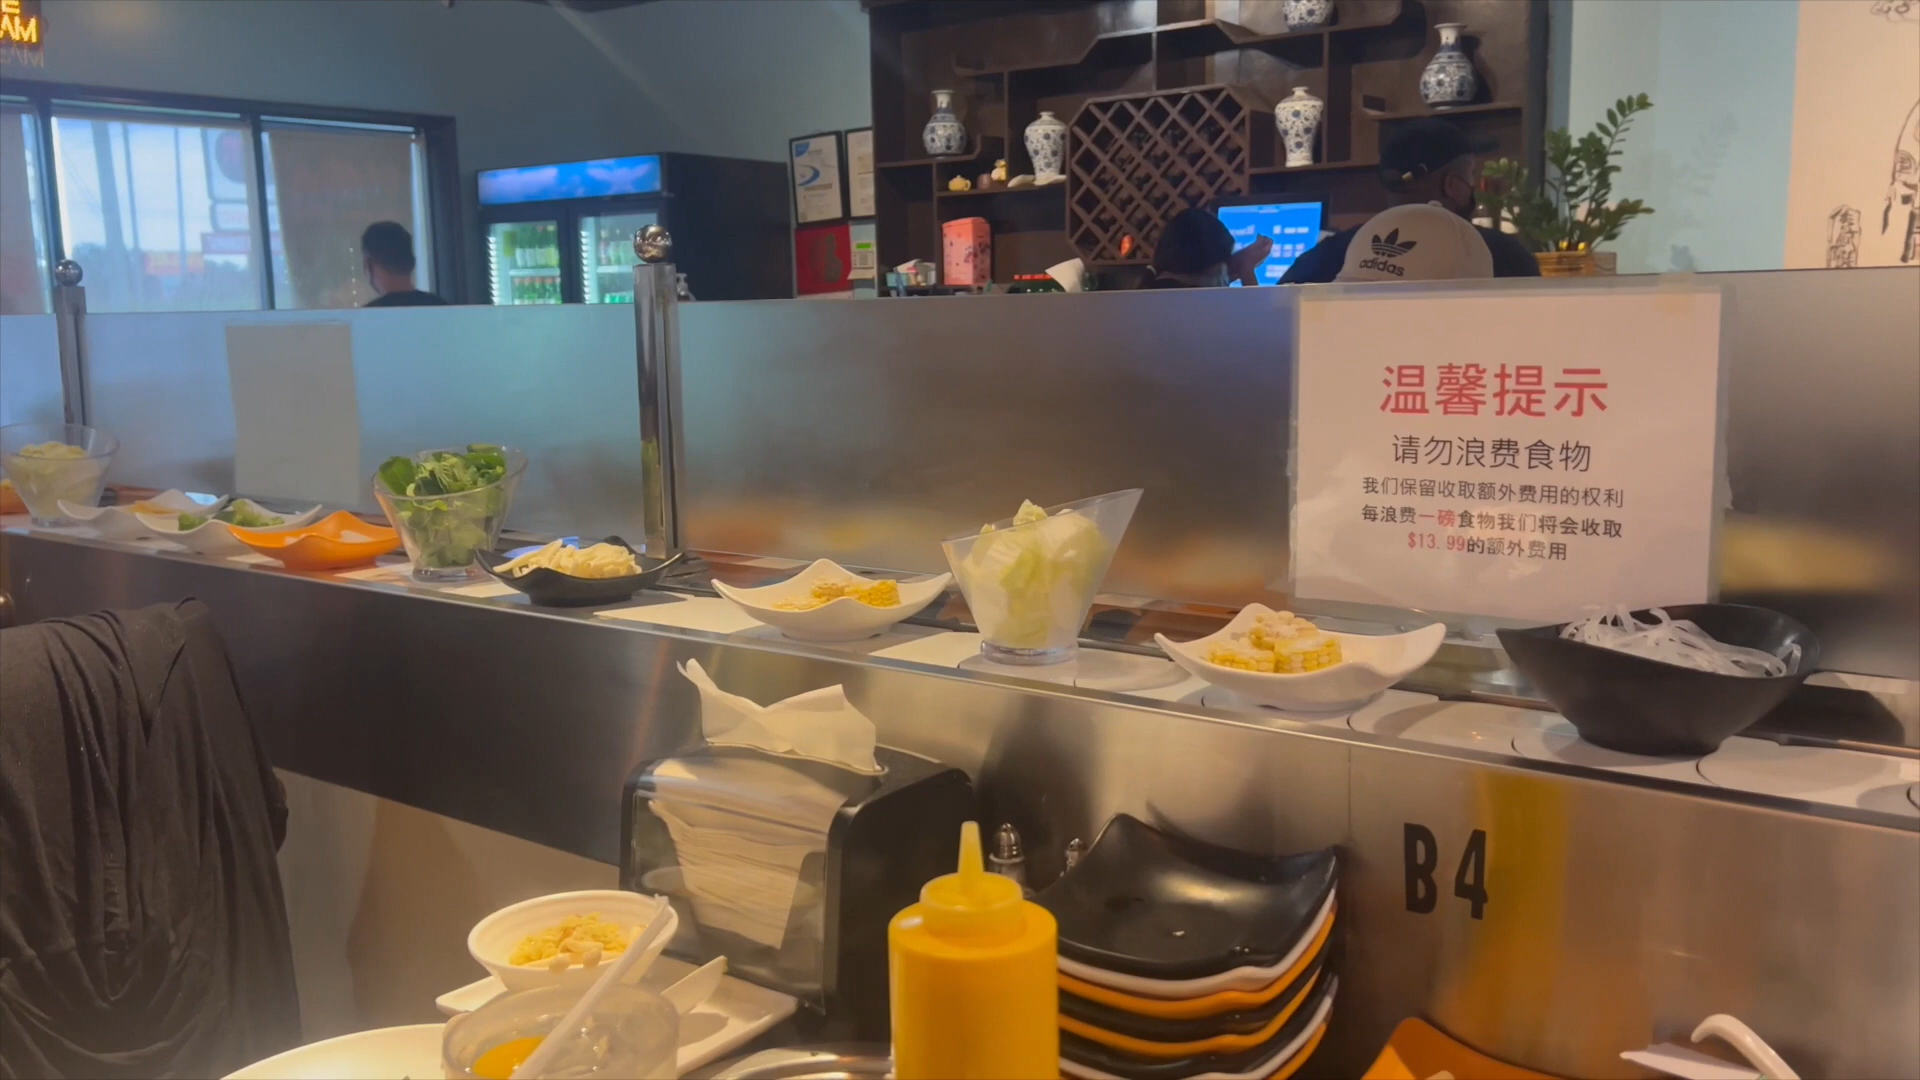 AM
adidas
温馨提示
请勿浪费食物
我们保留收取额外费用的权利
每浪费一磅食物我们将会收取
$13.99的额外费用
B4